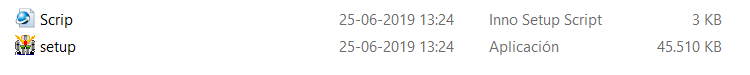 Scrip 25-06-2019 13:24 Inno Setup Script 3 KB
setup 25-06-2019 13:24 Aplicación 45.510 KB